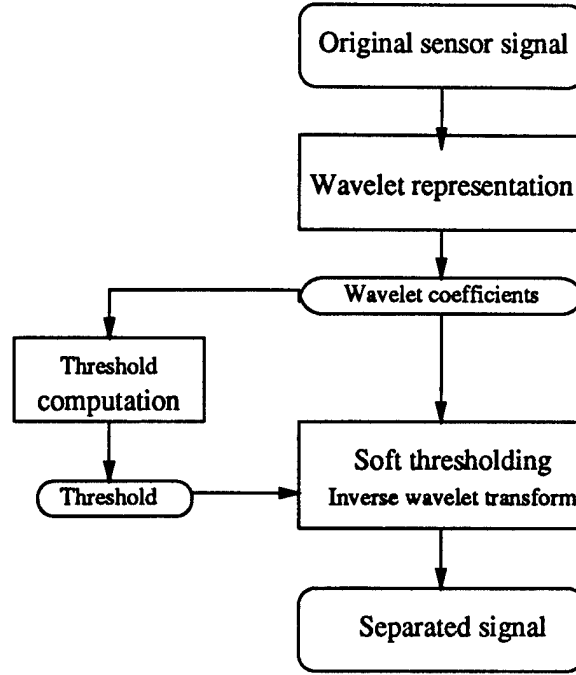 Original sensor signal
Wavelet representation
Wavelet coefficients
Threshold
computation
Threshold
Soft thresholding
Inverse wavelet transform
Separated signal